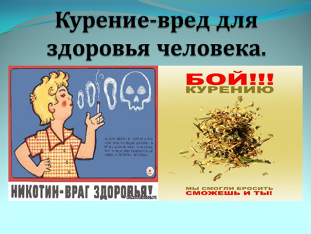 Курение-вред для
здоровья человека.
НИКОТИН-ВРАГ ЗДОРОВЬЯ!
БОЙ!!!
КУРЕНИЮ
МЫ СМОГЛИ БРОСИТЬ
СМОЖЕШЬ И ТЫ!